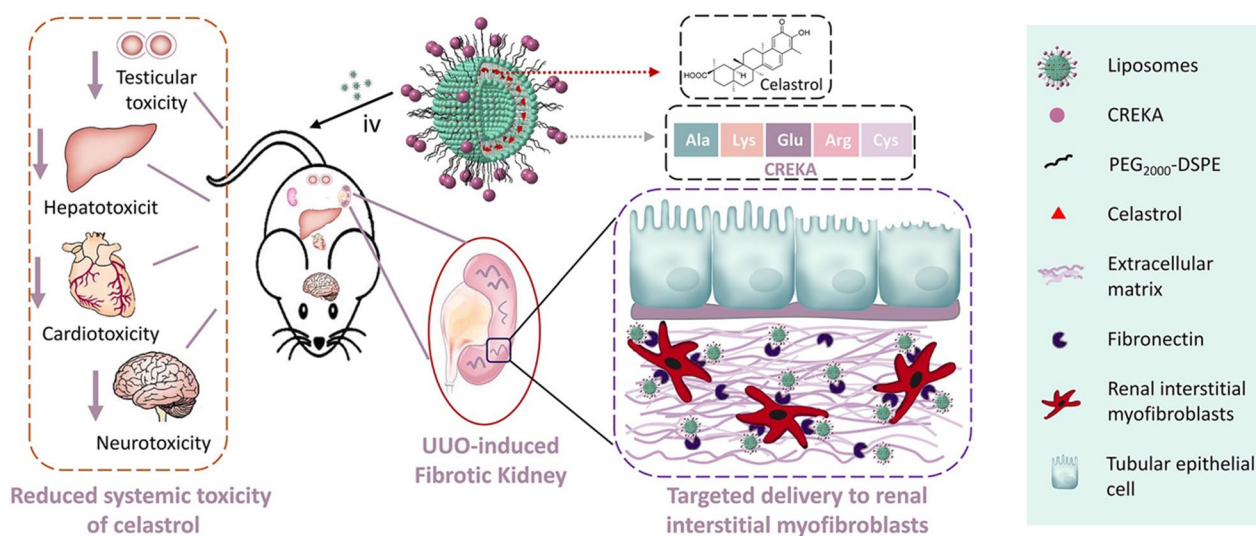 Testicular
toxicity
Hepatotoxicit
Cardiotoxicity
Neurotoxicity
Reduced systemic toxicity
of celastrol
iv
O
OH
HOOC
H
Celastrol
Ala Lys Glu Arg Cys
CREKA
UUO-induced
Fibrotic Kidney
Targeted delivery to renal
interstitial myofibroblasts
Liposomes
CREKA
PEG2000-DSPE
Celastrol
Extracellular
matrix
Fibronectin
Renal interstitial
myofibroblasts
Tubular epithelial
cell